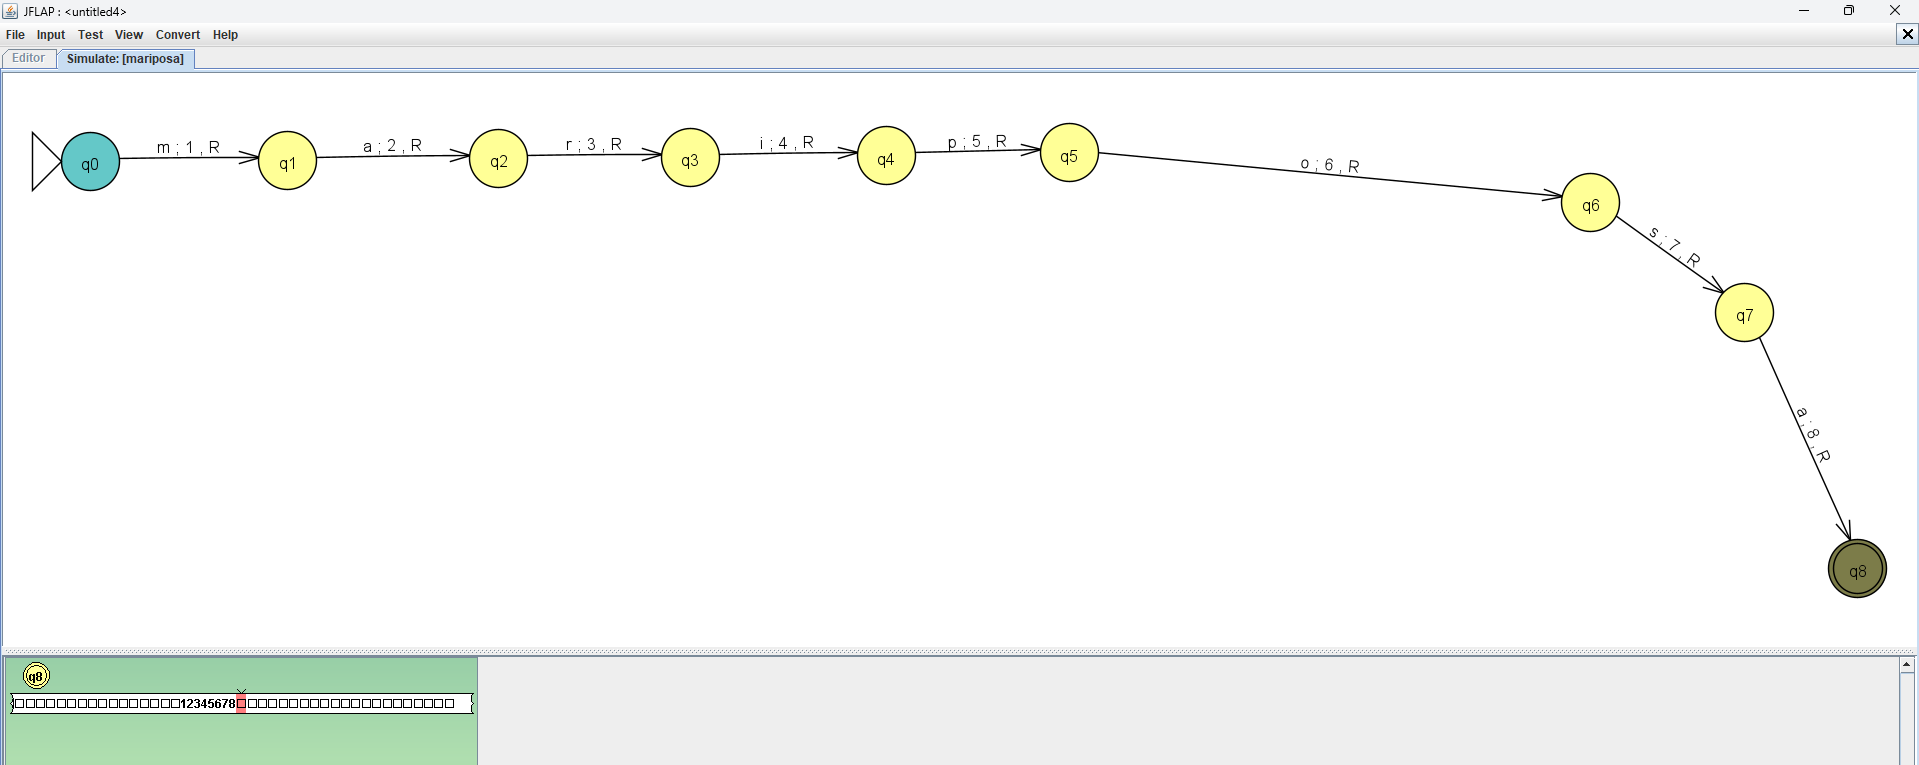 JFLAP : <untitled4>
File Input Test View Convert Help
Editor Simulate: [mariposa]
q0 m ; 1 , R q1 a ; 2 , R q2 r ; 3 , R q3 i ; 4 , R q4 p ; 5 , R q5 o ; 6 , R q6
s ; 7 , R
q7
a ; 8 , R
q8
q8
12345678